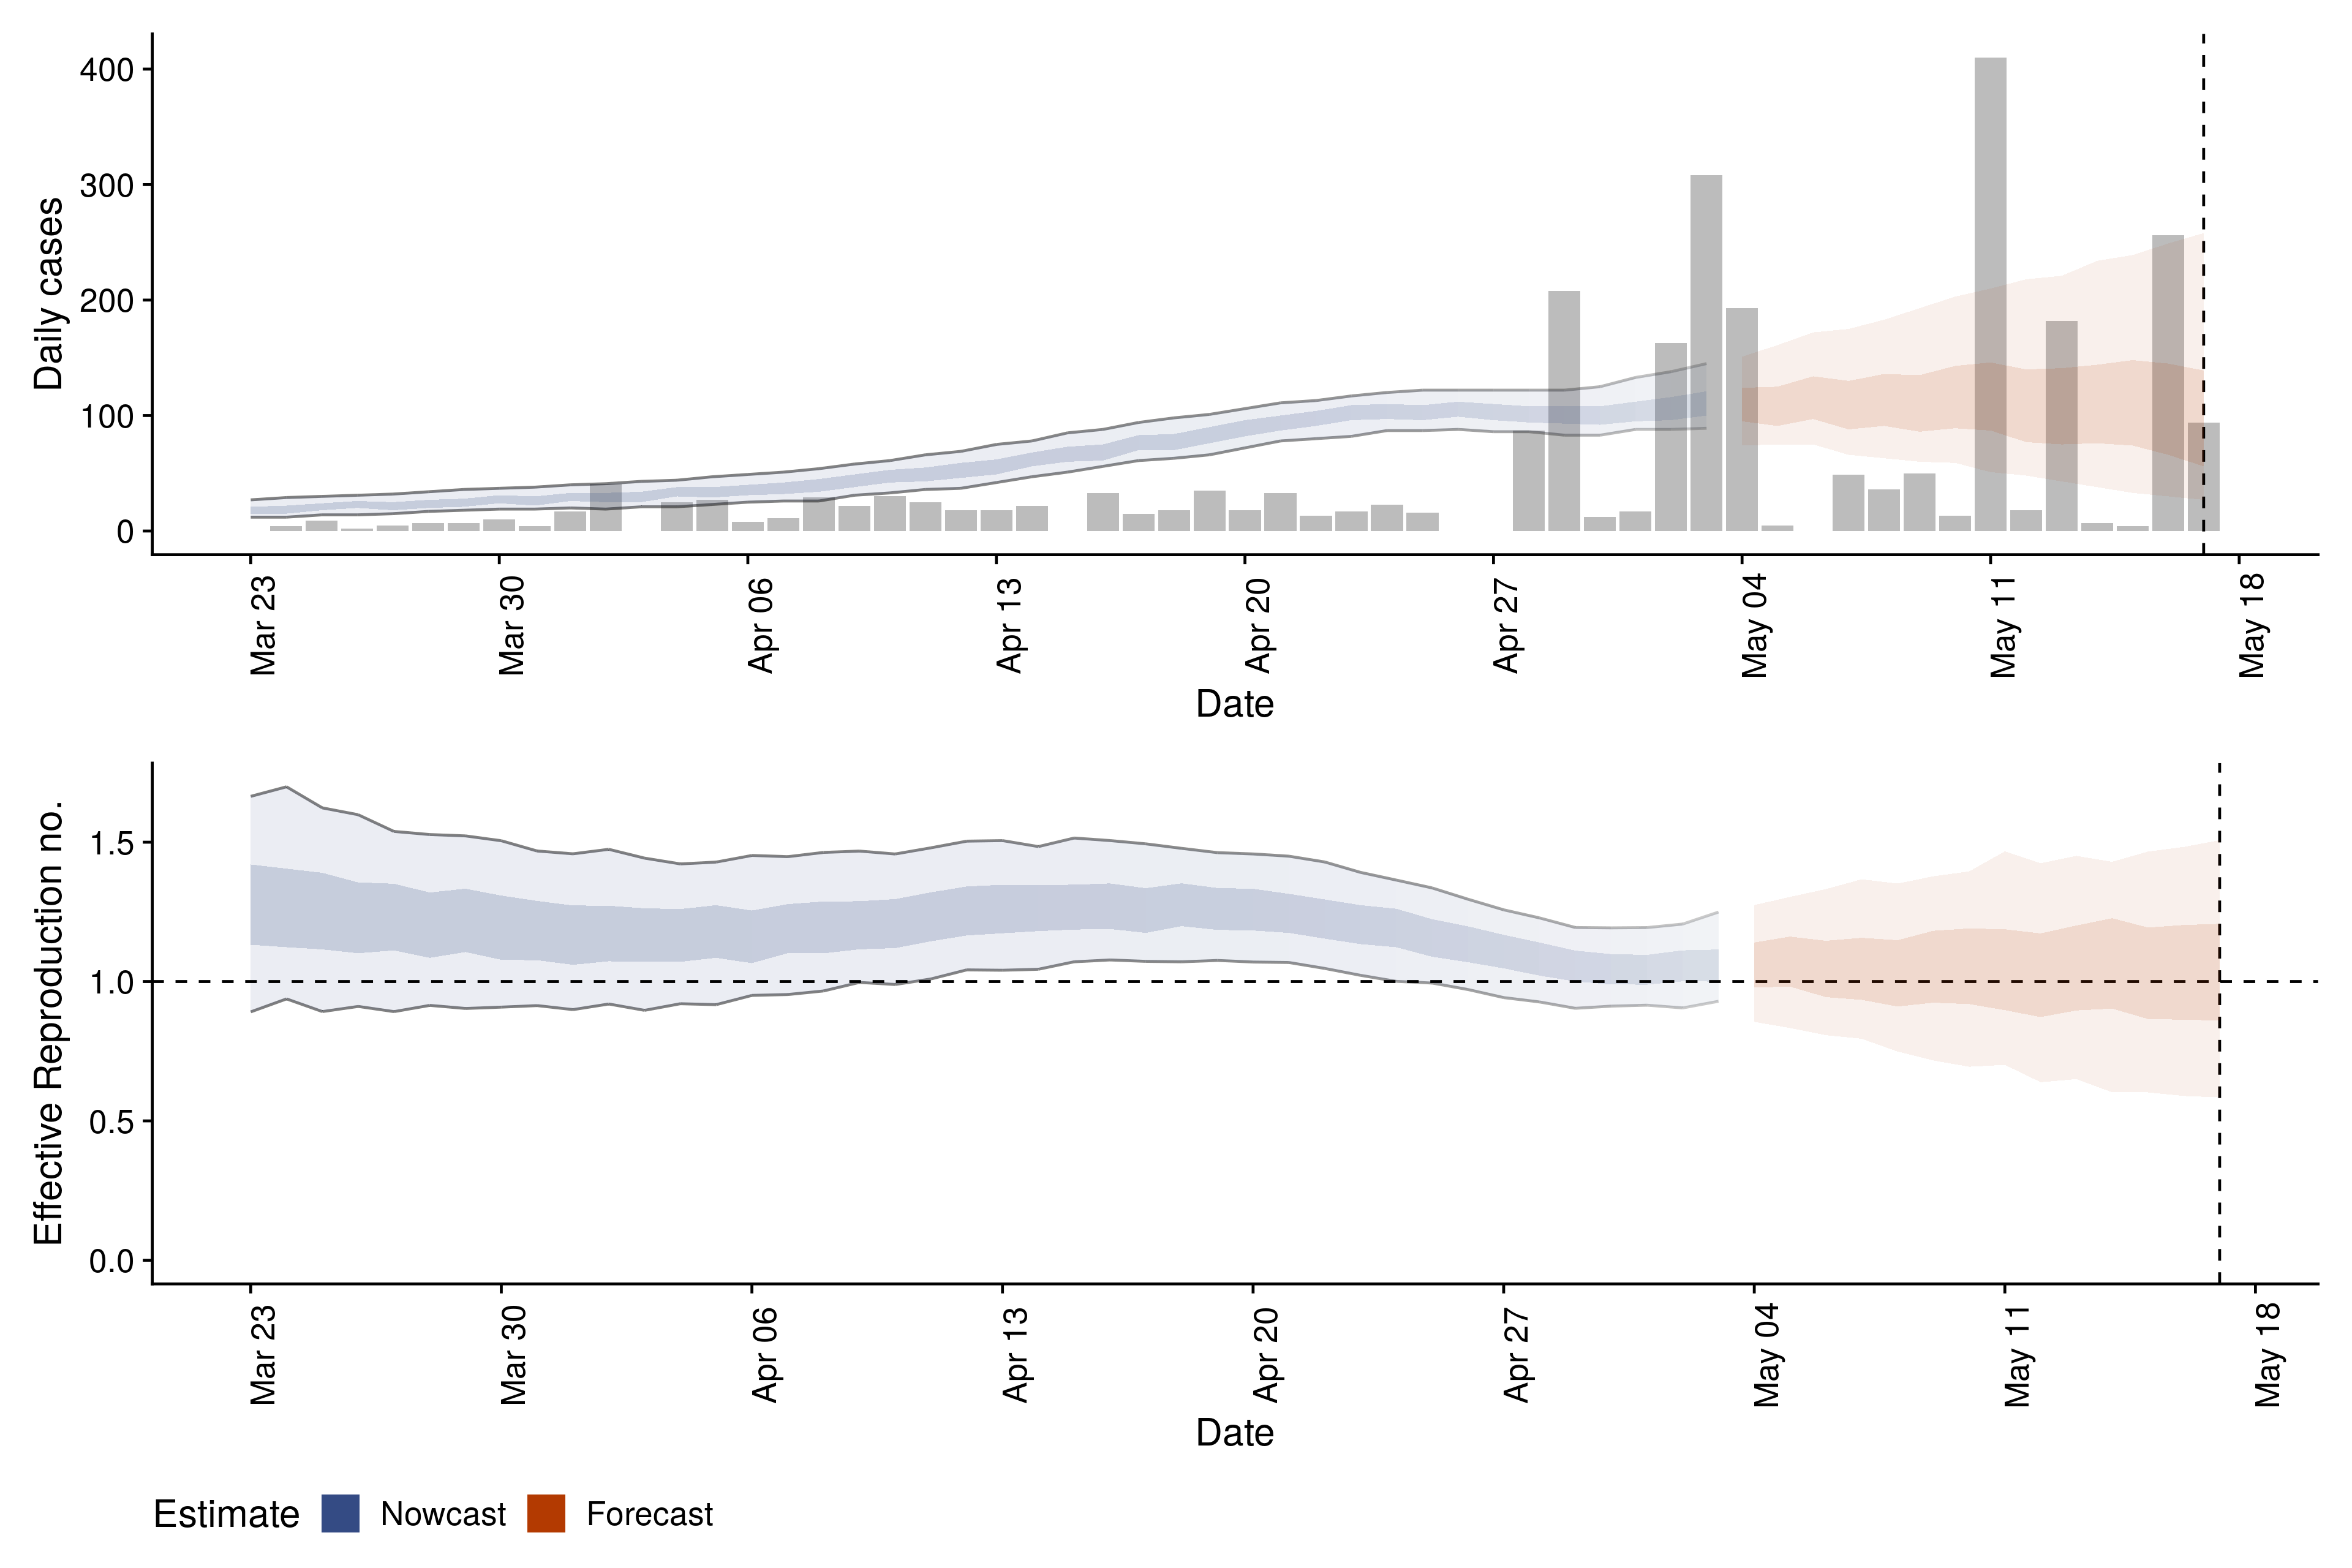 Daily cases
400
300
200
100
0
Mar 23
Mar 30
Apr 06
Apr 13
Apr 20
Apr 27
May 04
May 11
May 18
Date
Effective Reproduction no.
1.5
1.0
0.5
0.0
Mar 23
Mar 30
Apr 06
Apr 13
Apr 20
Apr 27
May 04
May 11
May 18
Date
Estimate Nowcast Forecast